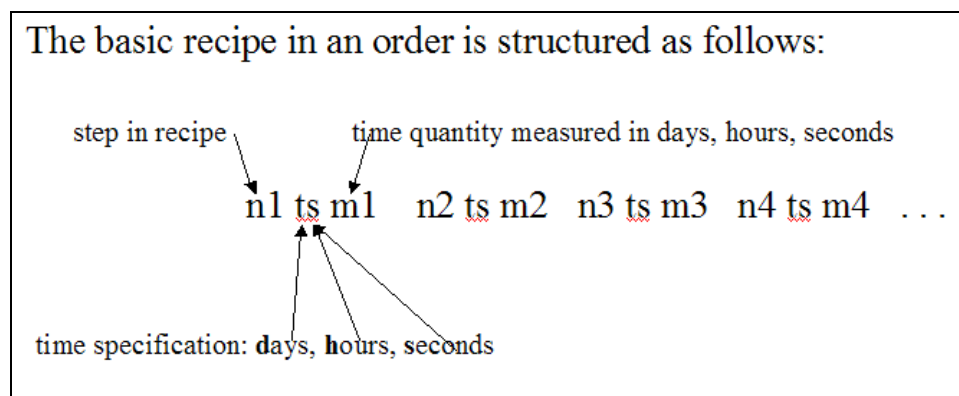 The basic recipe in an order is structured as follows:
step in recipe time quantity measured in days, hours, seconds
n1 ts m1 n2 ts m2 n3 ts m3 n4 ts m4 . . .
time specification: days, hours, seconds